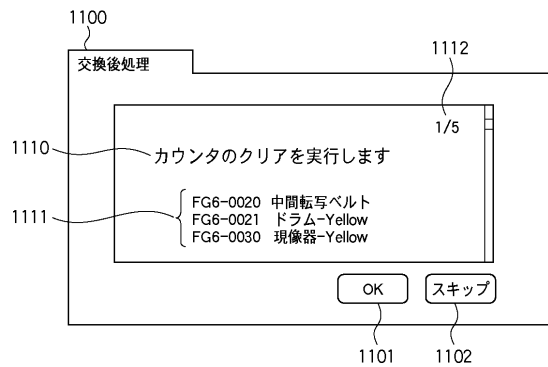 1100
交換後処理
1112
1/5
1110
カウンタのクリアを実行します
1111
FG6-0020 中間転写ベルト
FG6-0021 ドラム-Yellow
FG6-0030 現像器-Yellow
OK
スキップ
1101
1102